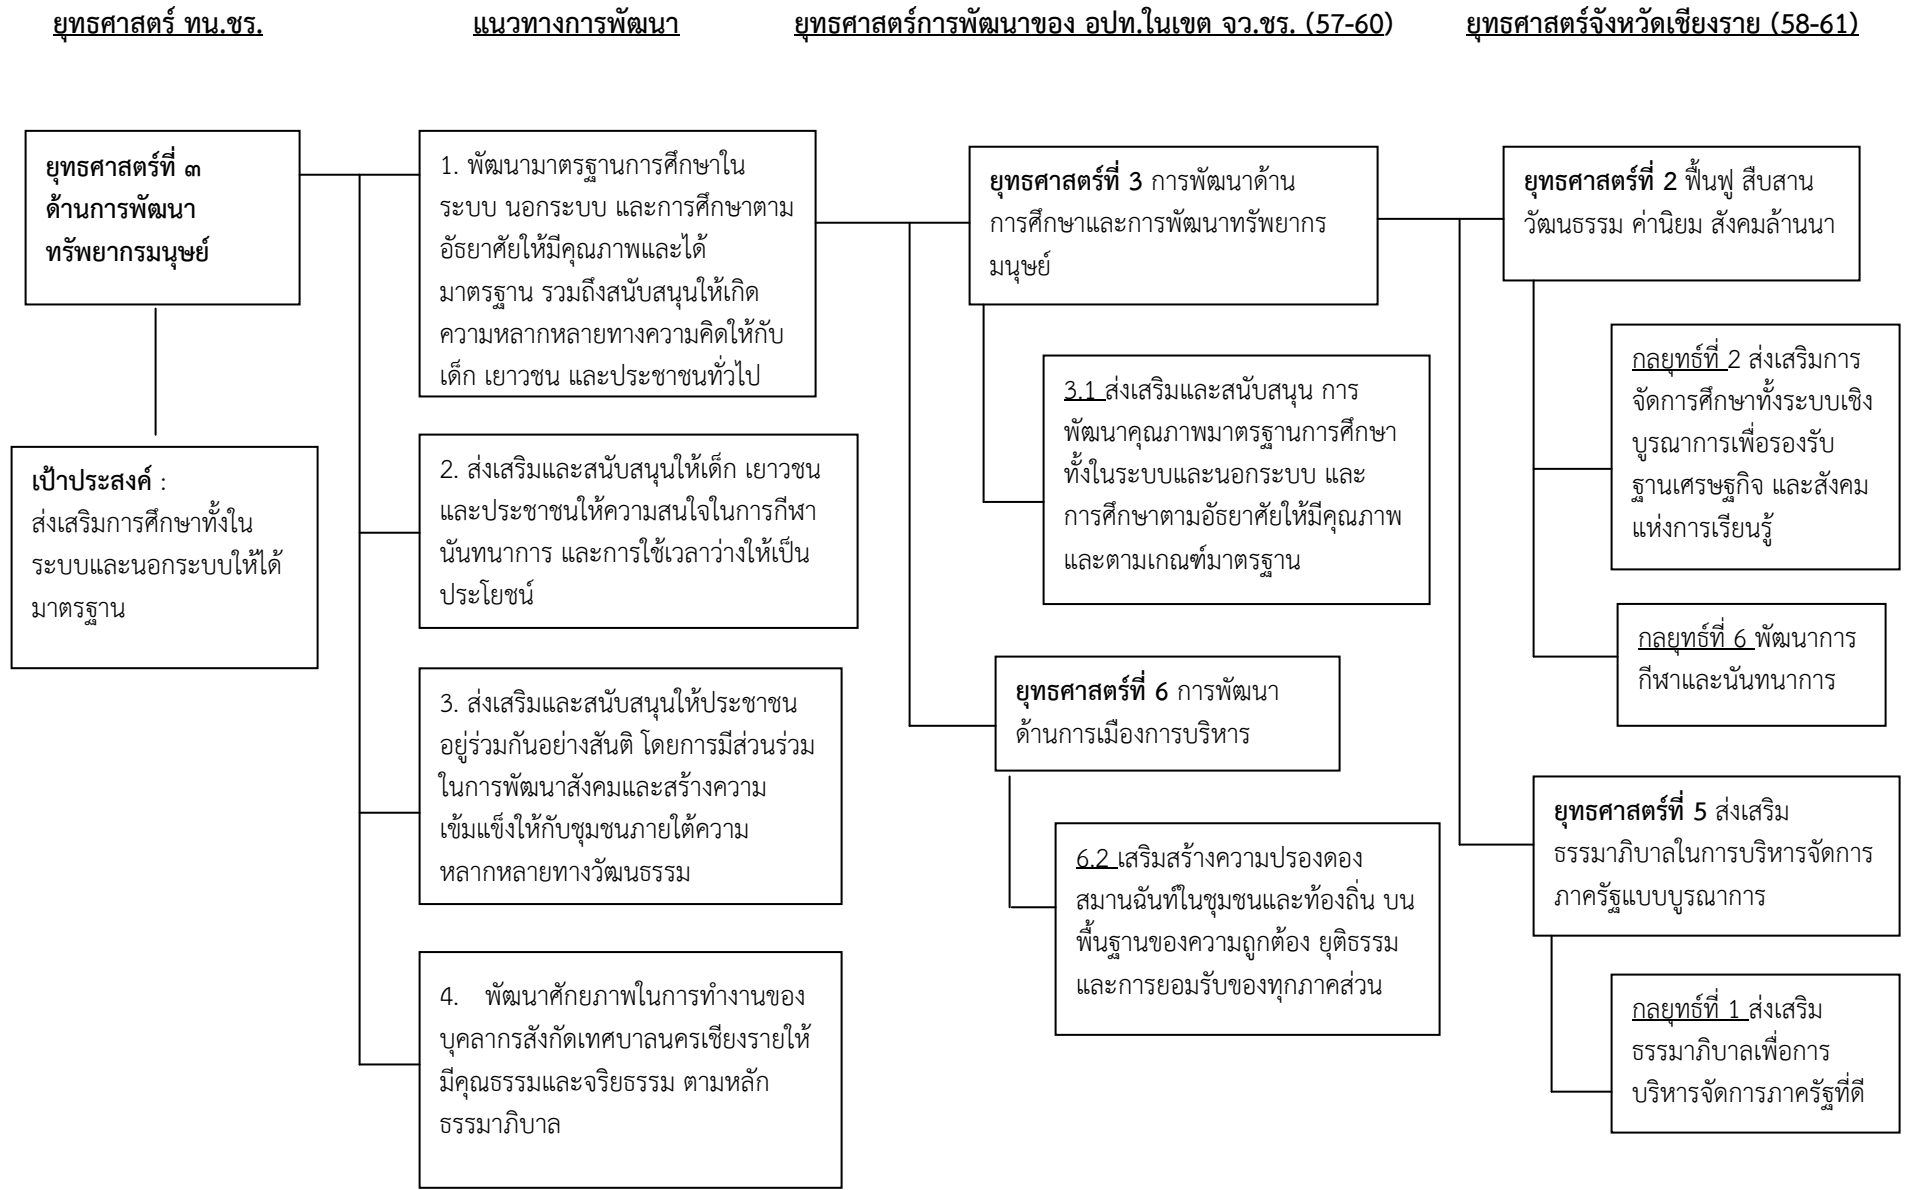 ยุทธศาสตร์ ทน.ชร.
แนวทางการพัฒนา
ยุทธศาสตร์การพัฒนาของ อปท.ในเขต จว.ชร. (57-60)
ยุทธศาสตร์จังหวัดเชียงราย (58-61)
ยุทธศาสตร์ที่ ๓
ด้านการพัฒนา
ทรัพยากรมนุษย์
เป้าประสงค์ :
ส่งเสริมการศึกษาทั้งใน
ระบบและนอกระบบให้ได้
มาตรฐาน
1. พัฒนามาตรฐานการศึกษาใน
ระบบ นอกระบบ และการศึกษาตาม
อัธยาศัยให้มีคุณภาพและได้
มาตรฐาน รวมถึงสนับสนุนให้เกิด
ความหลากหลายทางความคิดให้กับ
เด็ก เยาวชน และประชาชนทั่วไป
2. ส่งเสริมและสนับสนุนให้เด็ก เยาวชน
และประชาชนให้ความสนใจในการกีฬา
นันทนาการ และการใช้เวลาว่างให้เป็น
ประโยชน์
3. ส่งเสริมและสนับสนุนให้ประชาชน
อยู่ร่วมกันอย่างสันติ โดยการมีส่วนร่วม
ในการพัฒนาสังคมและสร้างความ
เข้มแข็งให้กับชุมชนภายใต้ความ
หลากหลายทางวัฒนธรรม
4. พัฒนาศักยภาพในการทำงานของ
บุคลากรสังกัดเทศบาลนครเชียงรายให้
มีคุณธรรมและจริยธรรม ตามหลัก
ธรรมาภิบาล
ยุทธศาสตร์ที่ 3 การพัฒนาด้าน
การศึกษาและการพัฒนาทรัพยากร
มนุษย์
3.1 ส่งเสริมและสนับสนุน การ
พัฒนาคุณภาพมาตรฐานการศึกษา
ทั้งในระบบและนอกระบบ และ
การศึกษาตามอัธยาศัยให้มีคุณภาพ
และตามเกณฑ์มาตรฐาน
ยุทธศาสตร์ที่ 6 การพัฒนา
ด้านการเมืองการบริหาร
6.2 เสริมสร้างความปรองดอง
สมานฉันท์ในชุมชนและท้องถิ่น บน
พื้นฐานของความถูกต้อง ยุติธรรม
และการยอมรับของทุกภาคส่วน
ยุทธศาสตร์ที่ 2 ฟื้นฟู สืบสาน
วัฒนธรรม ค่านิยม สังคมล้านนา
กลยุทธ์ที่ 2 ส่งเสริมการ
จัดการศึกษาทั้งระบบเชิง
บูรณาการเพื่อรองรับ
ฐานเศรษฐกิจ และสังคม
แห่งการเรียนรู้
กลยุทธ์ที่ 6 พัฒนาการ
กีฬาและนันทนาการ
ยุทธศาสตร์ที่ 5 ส่งเสริม
ธรรมาภิบาลในการบริหารจัดการ
ภาครัฐแบบบูรณาการ
กลยุทธ์ที่ 1 ส่งเสริม
ธรรมาภิบาลเพื่อการ
บริหารจัดการภาครัฐที่ดี